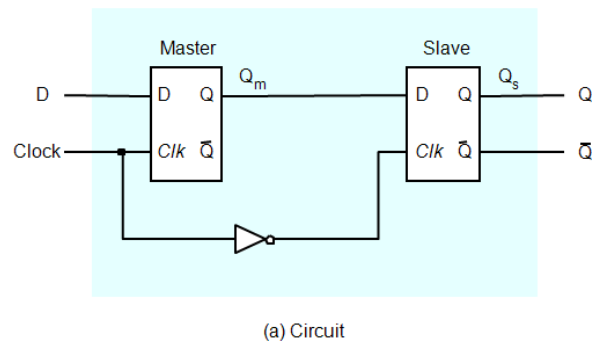 Master Slave
D D Q Q_m D Q Q_s Q
Clock Clk Q̅ Clk Q̅ Q̅
(a) Circuit